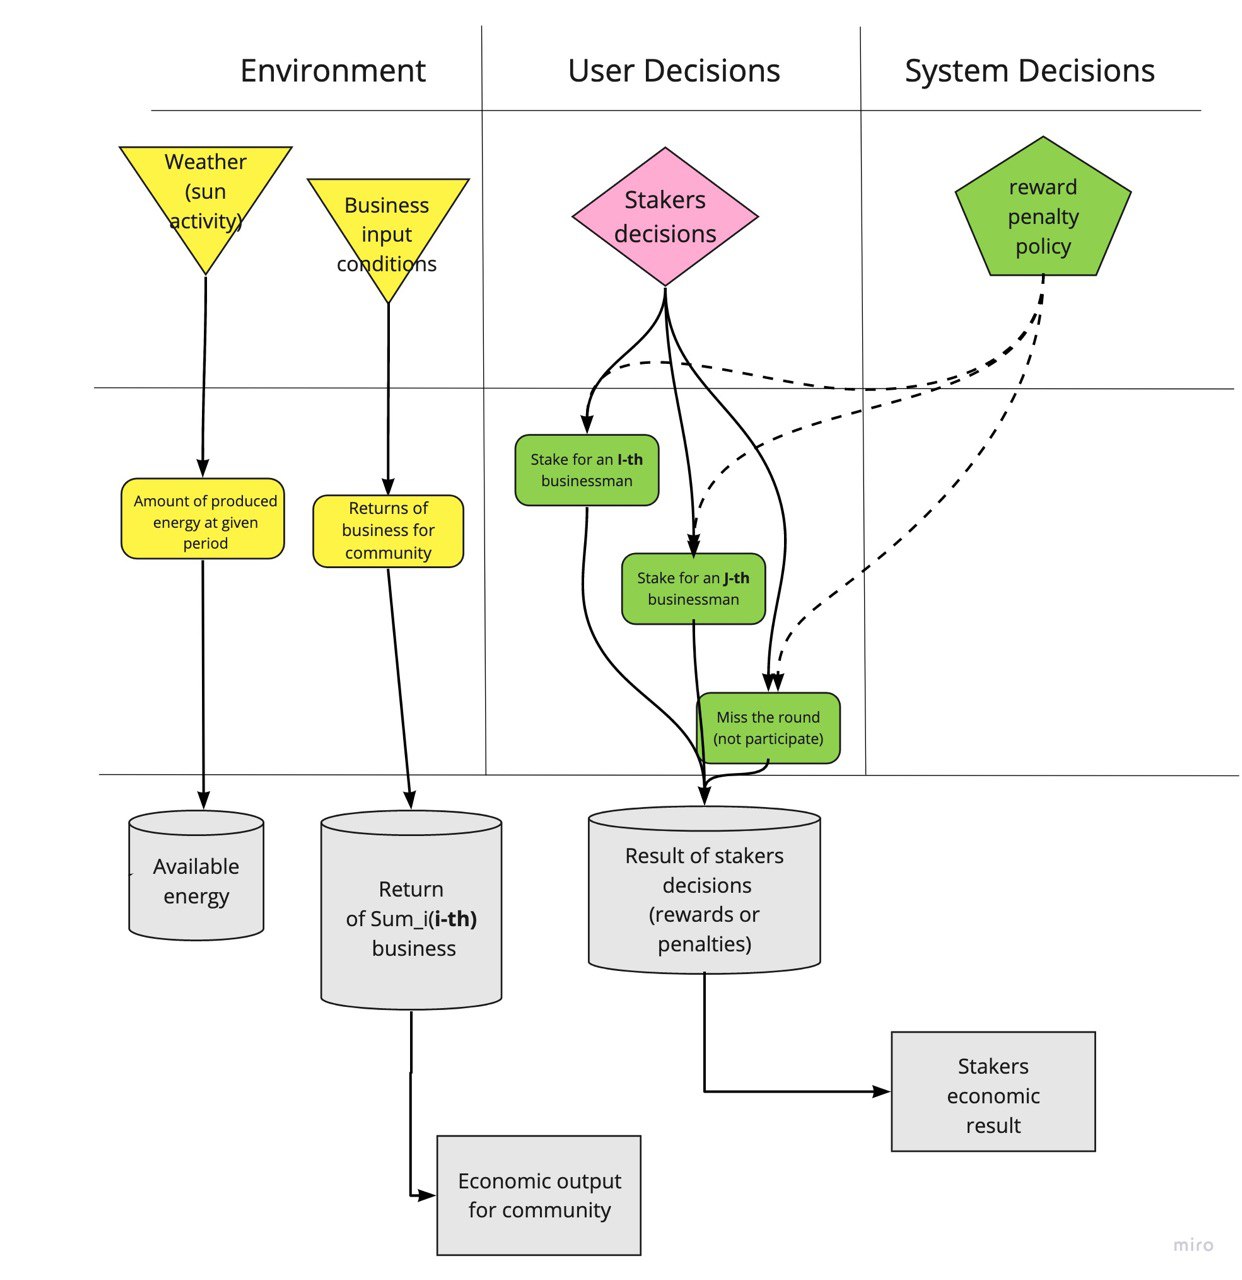 Environment
User Decisions
System Decisions
Weather
(sun
activity)
Business
input
conditions
Stakers
decisions
reward
penalty
policy
Stake for an I-th
businessman
Amount of produced
energy at given
period
Returns of
business for
community
Stake for an J-th
businessman
Miss the round
(not participate)
Available
energy
Return
of Sum_i(i-th)
business
Result of stakers
decisions
(rewards or
penalties)
Stakers
economic
result
Economic output
for community
miro